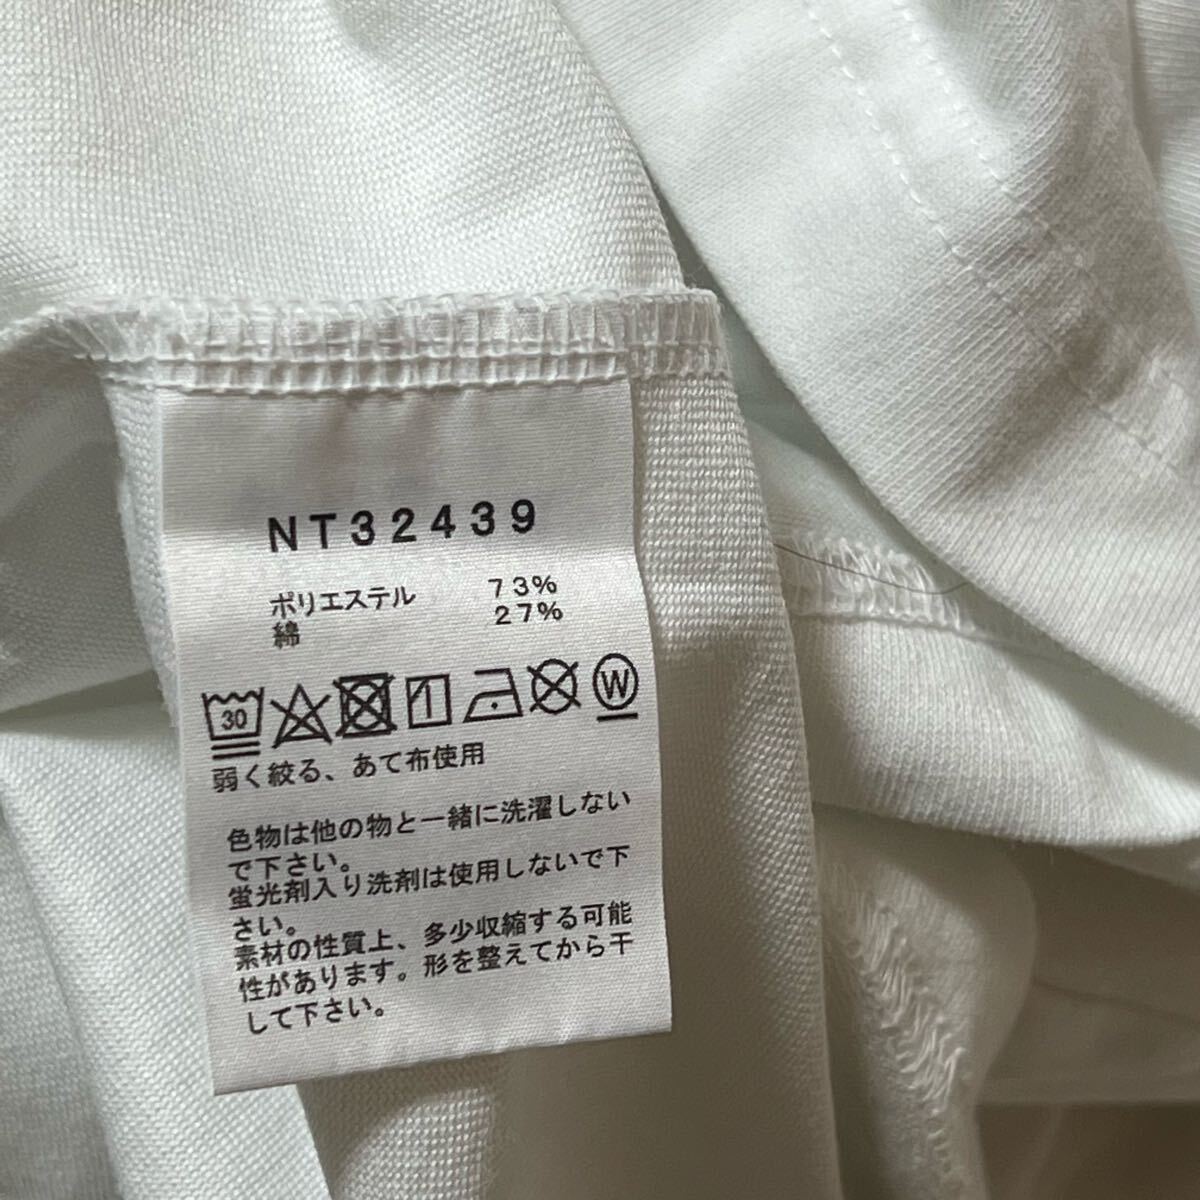 NT32439
ポリエステル 73%
綿 27%
30 W
弱く絞る、あて布使用
色物は他の物と一緒に洗濯しない
で下さい。
蛍光剤入り洗剤は使用しないで下
さい。
素材の性質上、多少収縮する可能
性があります。形を整えてから干
して下さい。